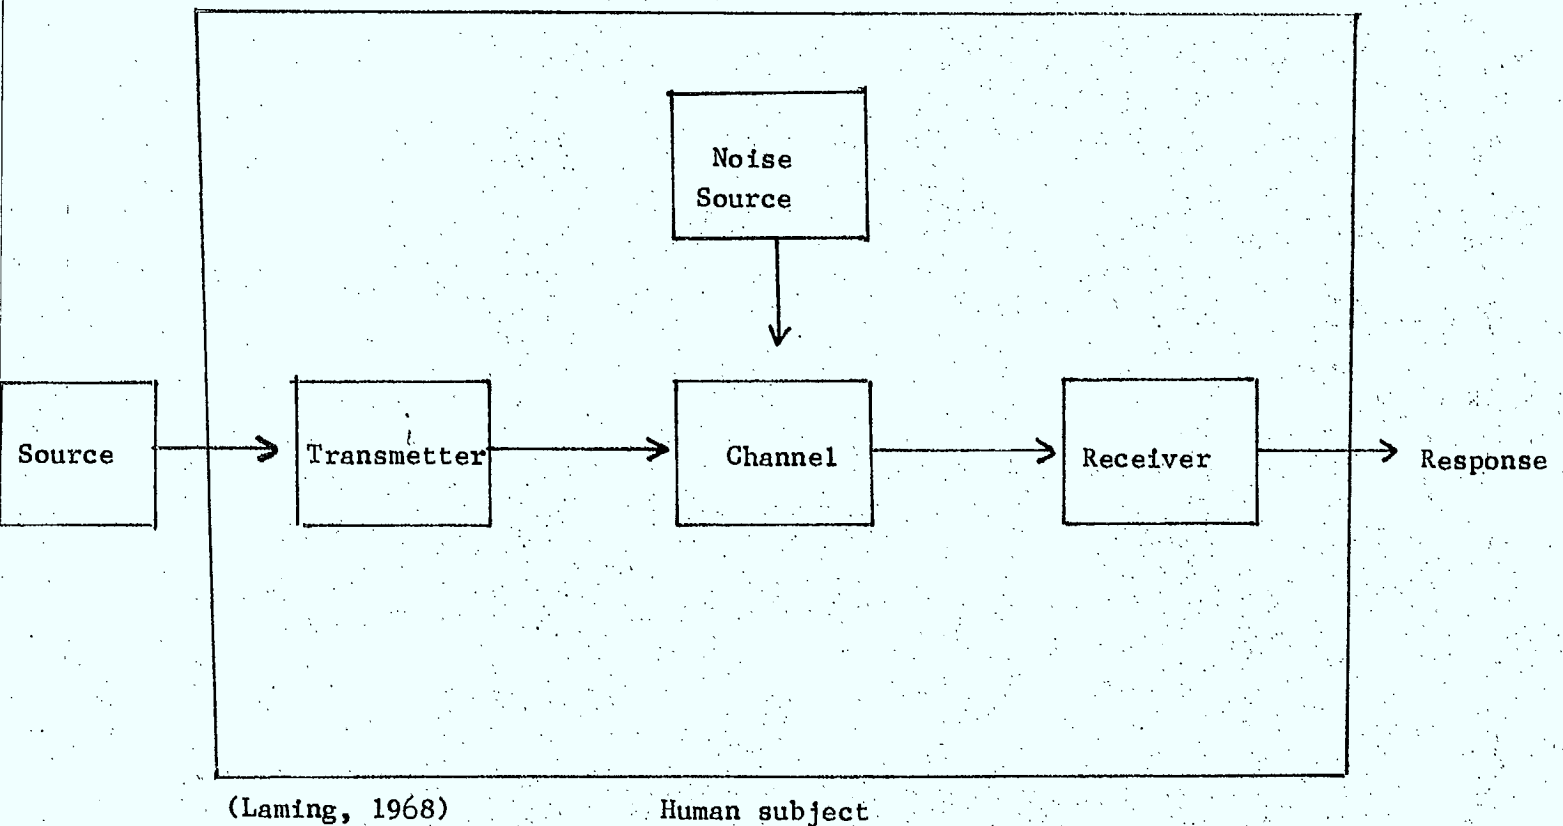 Noise
Source
Source
Transmetter
Channel
Receiver
Response
(Laming, 1968)
Human subject